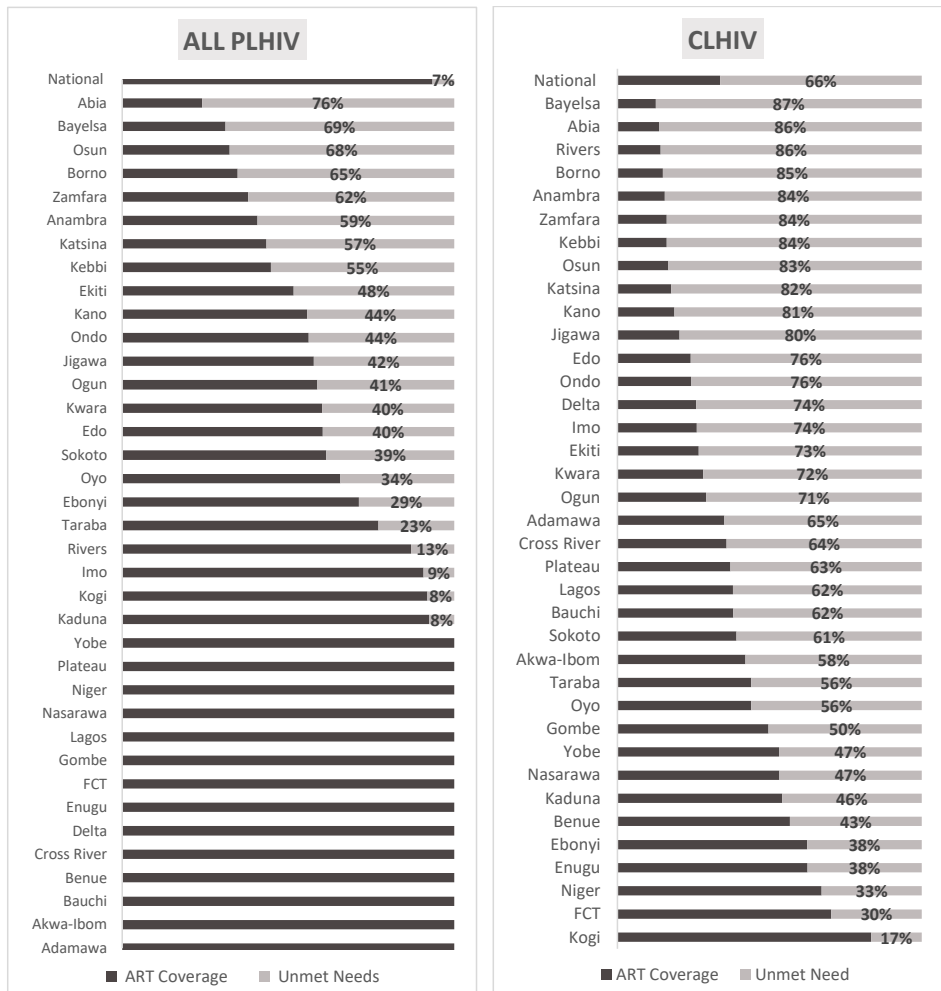 ALL PLHIV
National 7%
Abia 76%
Bayelsa 69%
Osun 68%
Borno 65%
Zamfara 62%
Anambra 59%
Katsina 57%
Kebbi 55%
Ekiti 48%
Kano 44%
Ondo 44%
Jigawa 42%
Ogun 41%
Kwara 40%
Edo 40%
Sokoto 39%
Oyo 34%
Ebonyi 29%
Taraba 23%
Rivers 13%
Imo 9%
Kogi 8%
Kaduna 8%
Yobe
Plateau
Niger
Nasarawa
Lagos
Gombe
FCT
Enugu
Delta
Cross River
Benue
Bauchi
Akwa-Ibom
Adamawa
ART Coverage Unmet Needs
CLHIV
National 66%
Bayelsa 87%
Abia 86%
Rivers 86%
Borno 85%
Anambra 84%
Zamfara 84%
Kebbi 84%
Osun 83%
Katsina 82%
Kano 81%
Jigawa 80%
Edo 76%
Ondo 76%
Delta 74%
Imo 74%
Ekiti 73%
Kwara 72%
Ogun 71%
Adamawa 65%
Cross River 64%
Plateau 63%
Lagos 62%
Bauchi 62%
Sokoto 61%
Akwa-Ibom 58%
Taraba 56%
Oyo 56%
Gombe 50%
Yobe 47%
Nasarawa 47%
Kaduna 46%
Benue 43%
Ebonyi 38%
Enugu 38%
Niger 33%
FCT 30%
Kogi 17%
ART Coverage Unmet Need